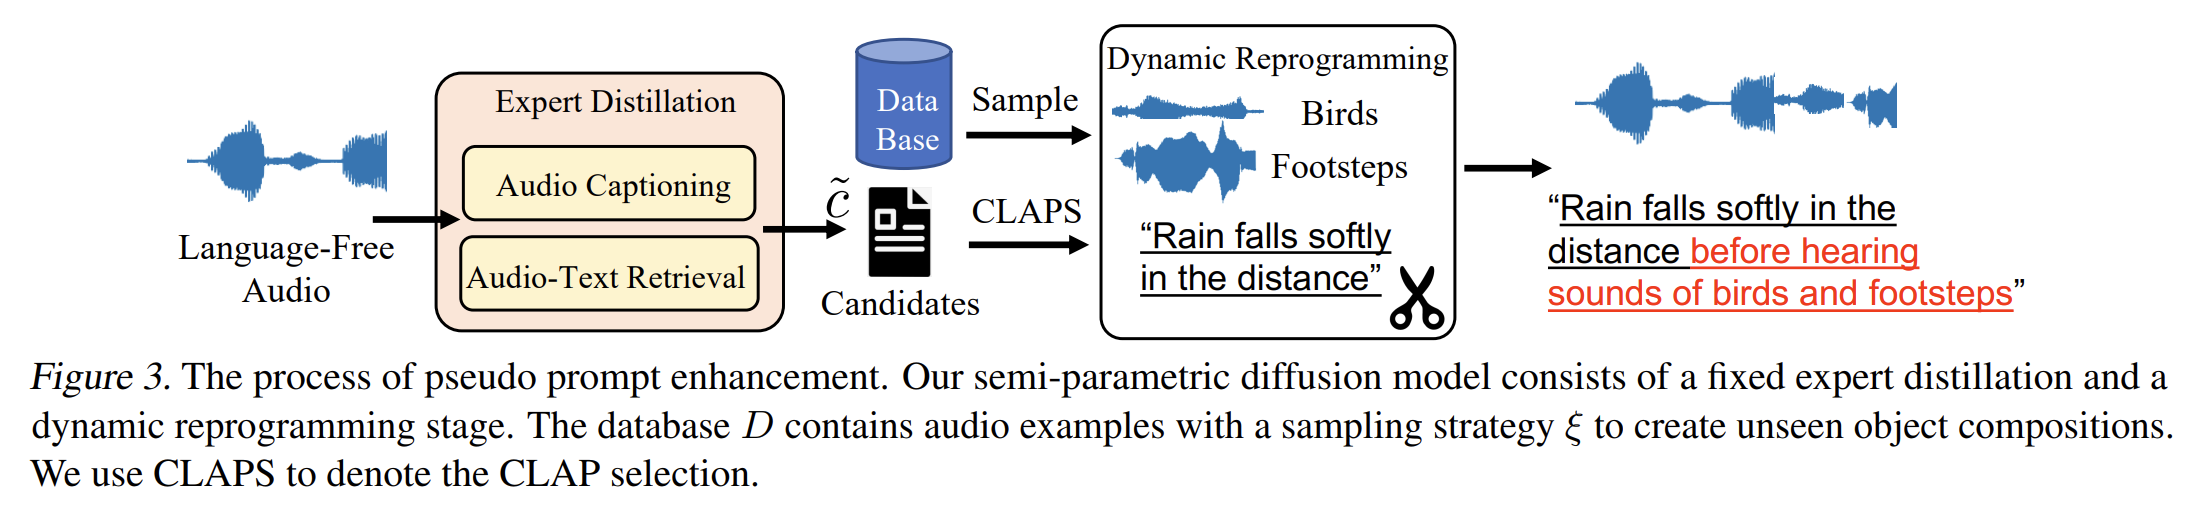 Language-Free
Audio
Expert Distillation
Audio Captioning
Audio-Text Retrieval
Data
Base
c̃
Candidates
Sample
CLAPS
Dynamic Reprogramming
Birds
Footsteps
“Rain falls softly
in the distance”
“Rain falls softly in the
distance before hearing
sounds of birds and footsteps”
Figure 3. The process of pseudo prompt enhancement. Our semi-parametric diffusion model consists of a fixed expert distillation and a
dynamic reprogramming stage. The database D contains audio examples with a sampling strategy ξ to create unseen object compositions.
We use CLAPS to denote the CLAP selection.